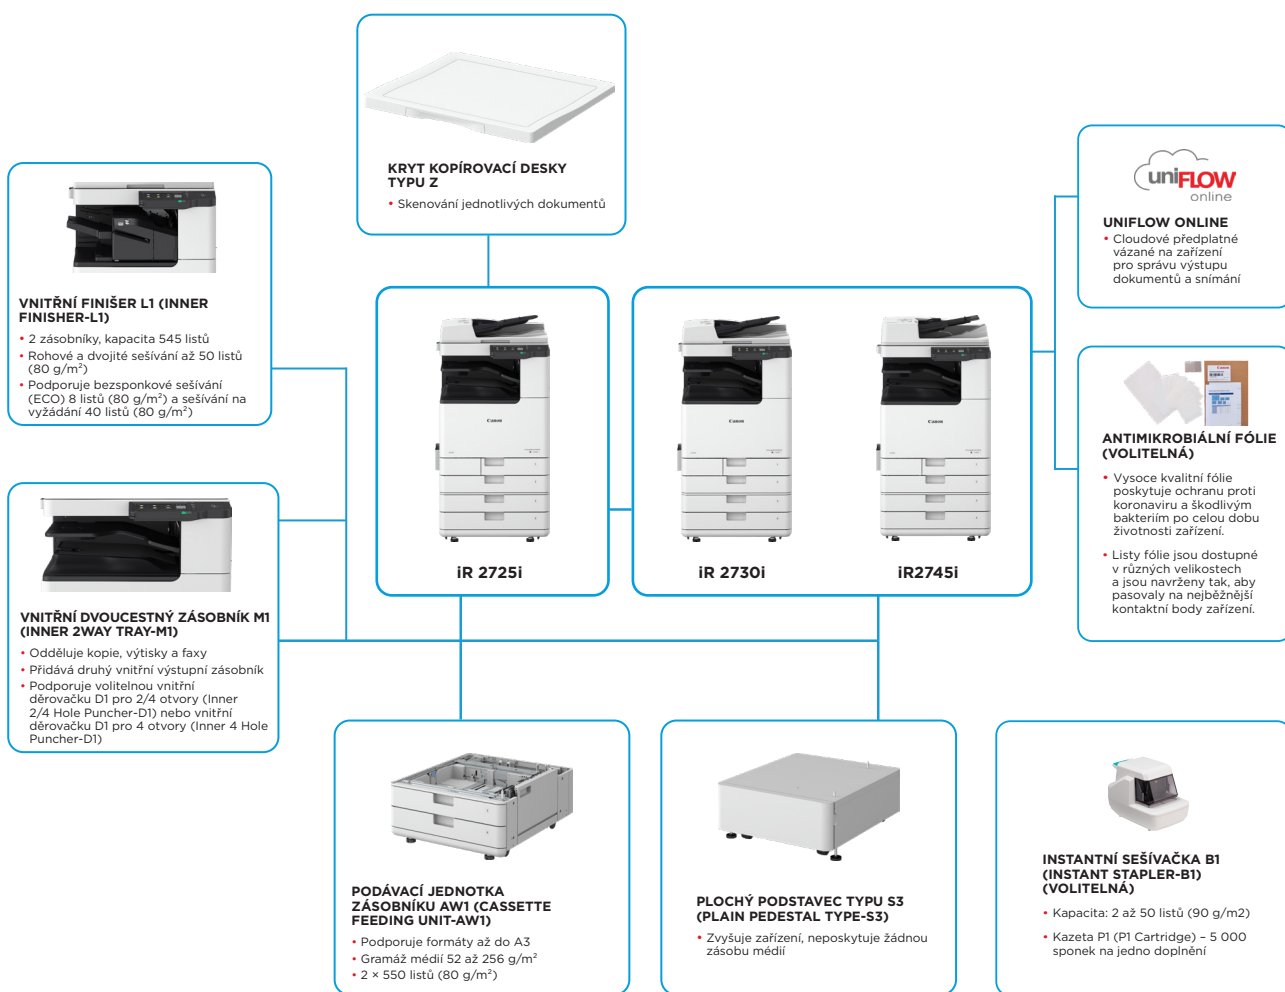 KRYT KOPÍROVACÍ DESKY
TYPU Z
• Skenování jednotlivých dokumentů
uniFLOW
online
UNIFLOW ONLINE
• Cloudové předplatné
vázané na zařízení
pro správu výstupu
dokumentů a snímání
VNITŘNÍ FINIŠER L1 (INNER
FINISHER-L1)
• 2 zásobníky, kapacita 545 listů
• Rohové a dvojité sešívání až 50 listů
(80 g/m²)
• Podporuje bezsponkové sešívání
(ECO) 8 listů (80 g/m²) a sešívání na
vyžádání 40 listů (80 g/m²)
Canon
iR 2725i
Canon
iR 2730i
Canon
iR2745i
Canon
ANTIMIKROBIÁLNÍ FÓLIE
(VOLITELNÁ)
• Vysoce kvalitní fólie
poskytuje ochranu proti
koronaviru a škodlivým
bakteriím po celou dobu
životnosti zařízení.
• Listy fólie jsou dostupné
v různých velikostech
a jsou navrženy tak, aby
pasovaly na nejběžnější
kontaktní body zařízení.
VNITŘNÍ DVOUCESTNÝ ZÁSOBNÍK M1
(INNER 2WAY TRAY-M1)
• Odděluje kopie, výtisky a faxy
• Přidává druhý vnitřní výstupní zásobník
• Podporuje volitelnou vnitřní
děrovačku D1 pro 2/4 otvory (Inner
2/4 Hole Puncher-D1) nebo vnitřní
děrovačku D1 pro 4 otvory (Inner 4 Hole
Puncher-D1)
PODÁVACÍ JEDNOTKA
ZÁSOBNÍKU AW1 (CASSETTE
FEEDING UNIT-AW1)
• Podporuje formáty až do A3
• Gramáž médií 52 až 256 g/m²
• 2 × 550 listů (80 g/m²)
PLOCHÝ PODSTAVEC TYPU S3
(PLAIN PEDESTAL TYPE-S3)
• Zvyšuje zařízení, neposkytuje žádnou
zásobu médií
INSTANTNÍ SEŠÍVAČKA B1
(INSTANT STAPLER-B1)
(VOLITELNÁ)
• Kapacita: 2 až 50 listů (90 g/m2)
• Kazeta P1 (P1 Cartridge) – 5 000
sponek na jedno doplnění